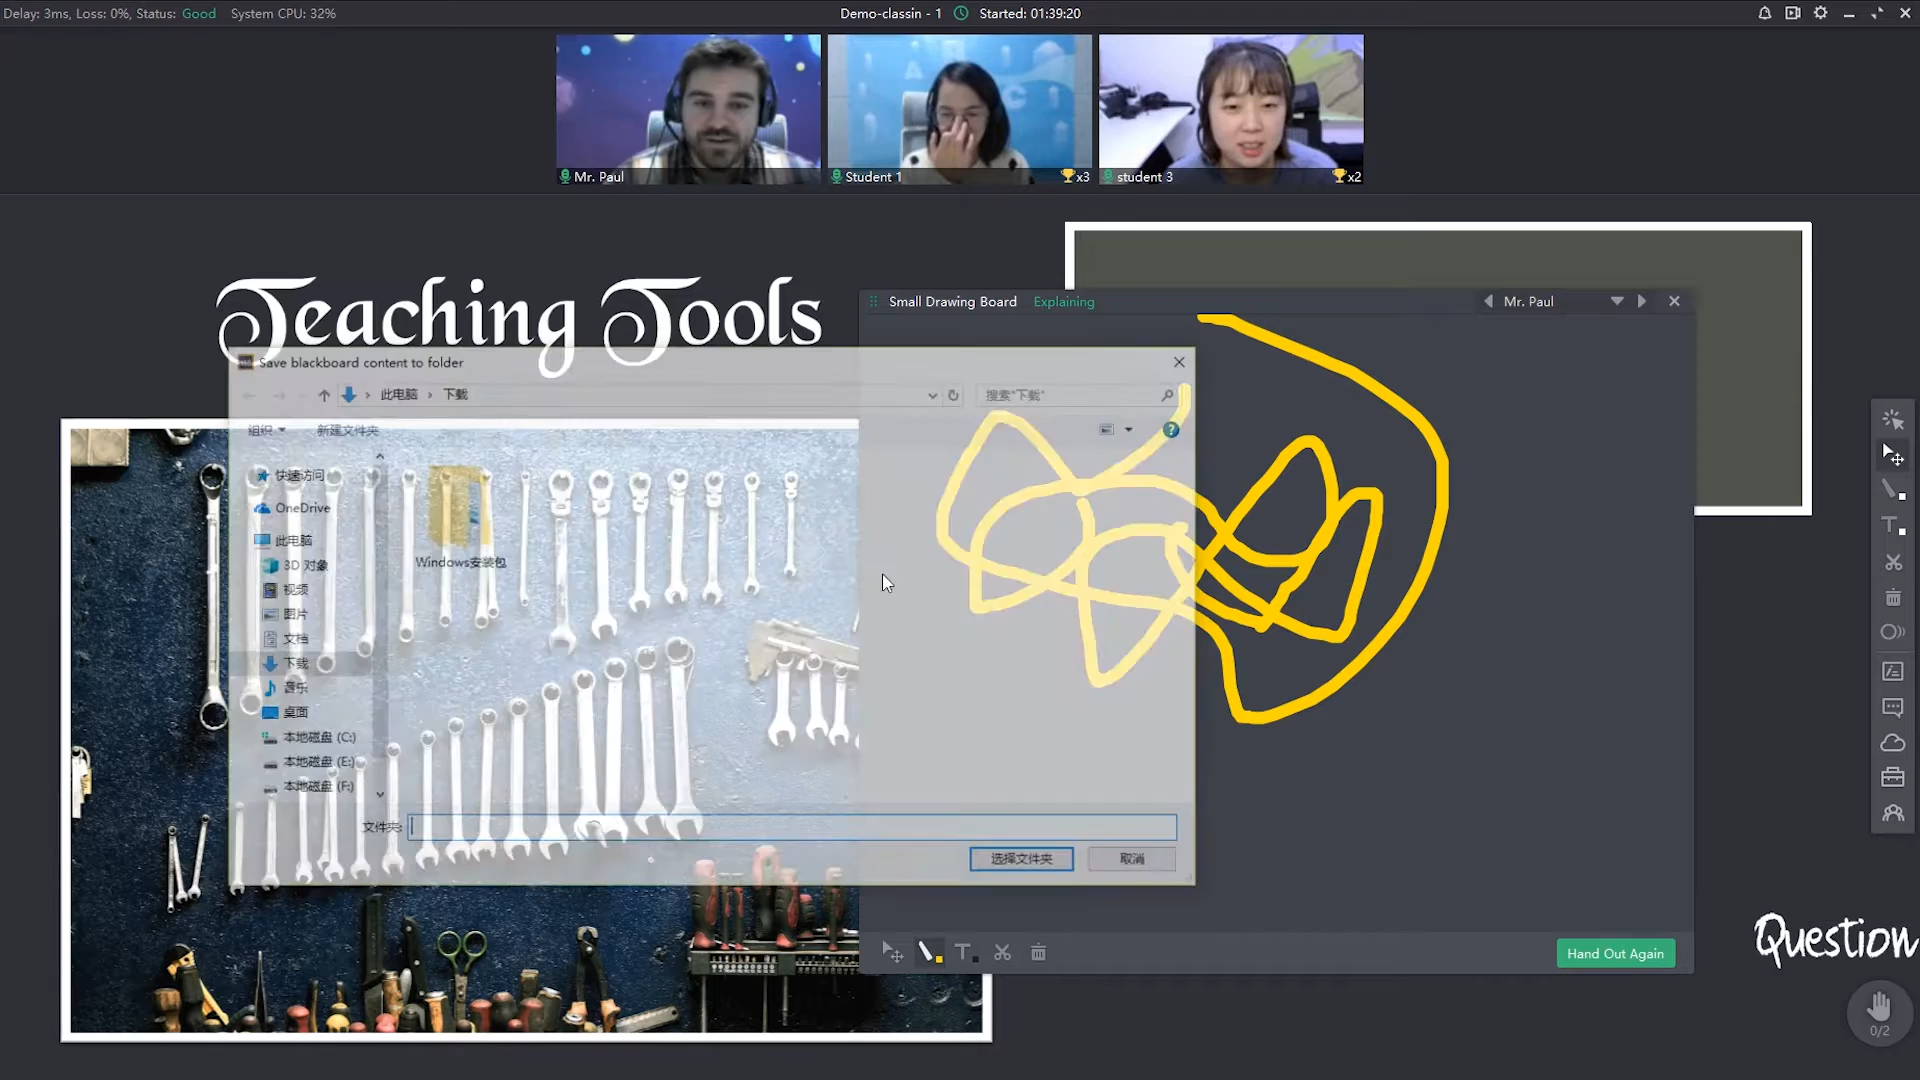 Delay: 3ms, Loss: 0%, Status: Good System CPU: 32%
Demo-classin - 1 Started: 01:39:20
Mr. Paul
Student 1 x3
student 3 x2
Teaching Tools
Small Drawing Board Explaining Mr. Paul
Save blackboard content to folder
此电脑 下载
搜索"下载"
组织 新建文件夹
快速访问
OneDrive
此电脑
3D 对象
视频
图片
文档
下载
音乐
桌面
本地磁盘 (C:)
本地磁盘 (E:)
本地磁盘 (F:)
Windows安装包
文件夹:
选择文件夹 取消
Hand Out Again
Question
0/2